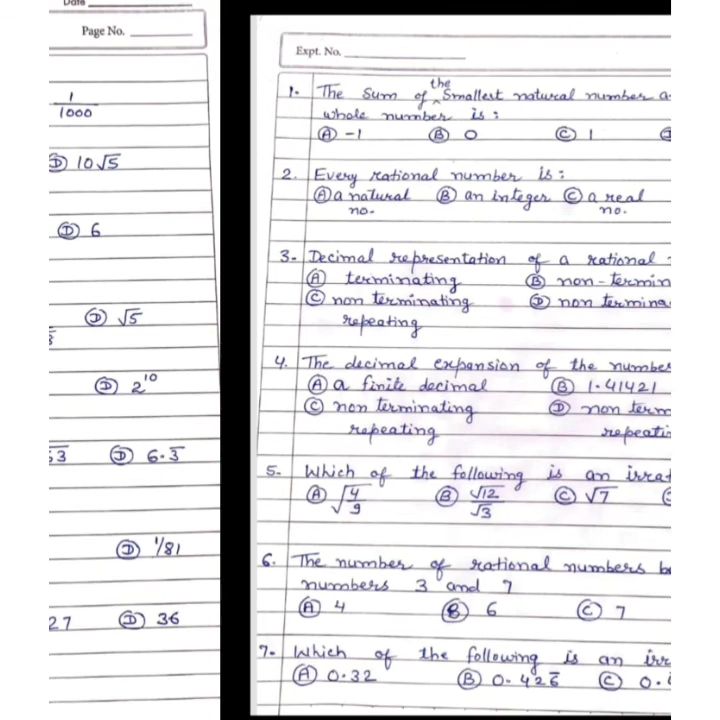 Date
Page No.
1
1000
Ⓓ 10√5
Ⓓ 6
Ⓓ √5
Ⓓ 2¹⁰
Ⓓ 6.3̅
Ⓓ 1/81
27 Ⓓ 36
Expt. No.
1. The Sum of the Smallest natural number a
whole number is :
Ⓐ -1 Ⓑ 0 Ⓒ 1
2. Every rational number is :
Ⓐ a natural Ⓑ an integer Ⓒ a real
no. no.
3. Decimal representation of a rational
Ⓐ terminating Ⓑ non-termin
Ⓒ non terminating Ⓓ non termina
repeating
4. The decimal expansion of the number
Ⓐ a finite decimal Ⓑ 1.41421
Ⓒ non terminating Ⓓ non term
repeating repeati
5. Which of the following is an irrat
Ⓐ √4/9 Ⓑ √12/√3 Ⓒ √7
6. The number of rational numbers b
numbers 3 and 7
Ⓐ 4 Ⓑ 6 Ⓒ 7
7. Which of the following is an irr
Ⓐ 0.32 Ⓑ 0.426̅ Ⓒ 0.